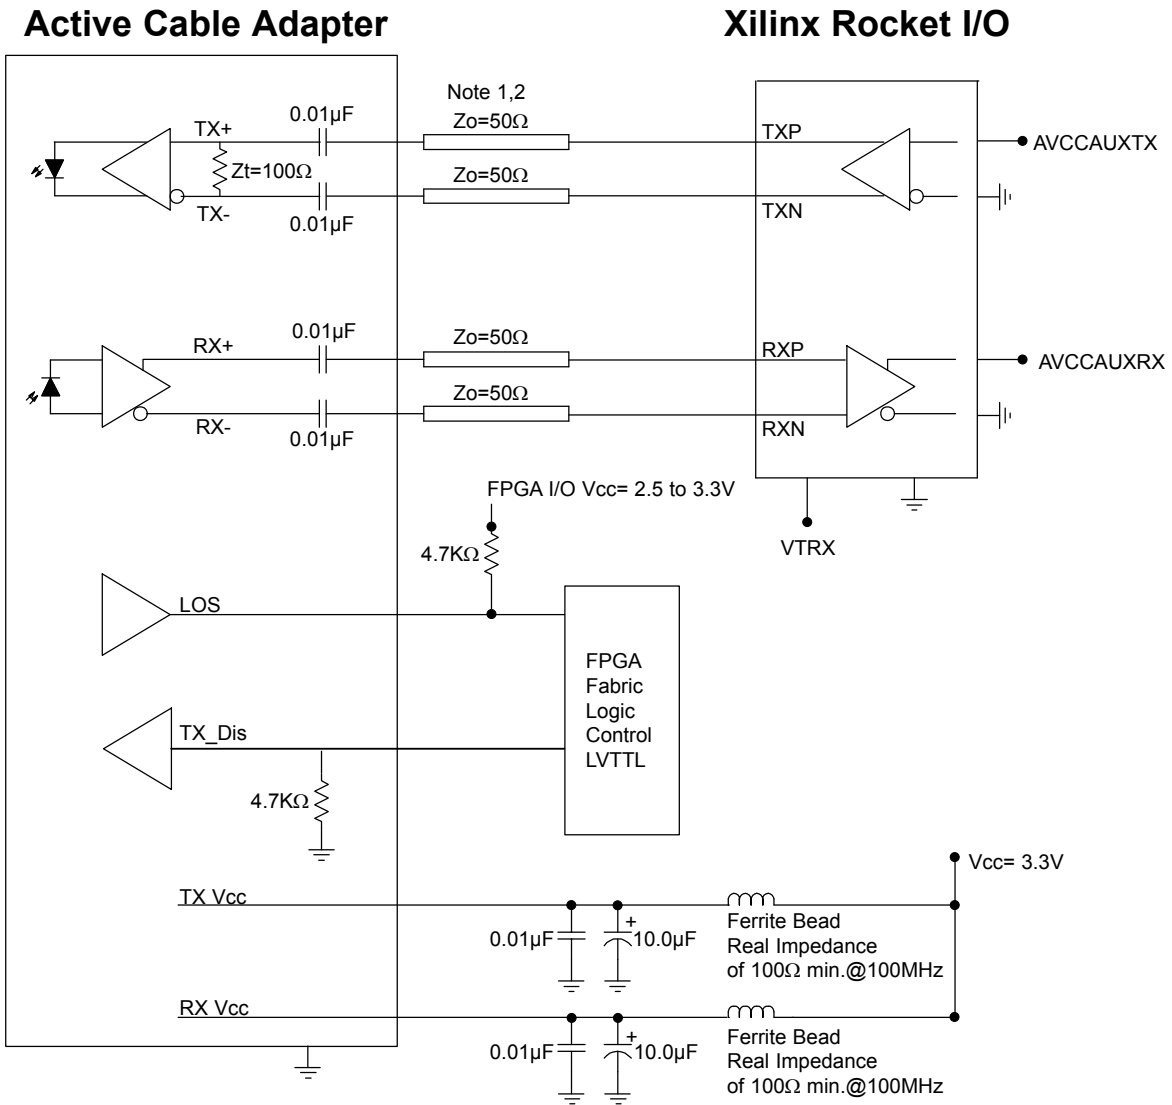 Active Cable Adapter
Xilinx Rocket I/O
Note 1,2
0.01µF
Zo=50Ω
TX+
TXP
AVCCAUXTX
Zt=100Ω
Zo=50Ω
TX-
0.01µF
TXN
0.01µF
Zo=50Ω
RX+
RXP
AVCCAUXRX
Zo=50Ω
RX-
0.01µF
RXN
FPGA I/O Vcc= 2.5 to 3.3V
4.7KΩ
VTRX
LOS
FPGA
Fabric
Logic
Control
LVTTL
TX_Dis
4.7KΩ
Vcc= 3.3V
TX Vcc
0.01µF
+
10.0µF
Ferrite Bead
Real Impedance
of 100Ω min.@100MHz
RX Vcc
0.01µF
+
10.0µF
Ferrite Bead
Real Impedance
of 100Ω min.@100MHz